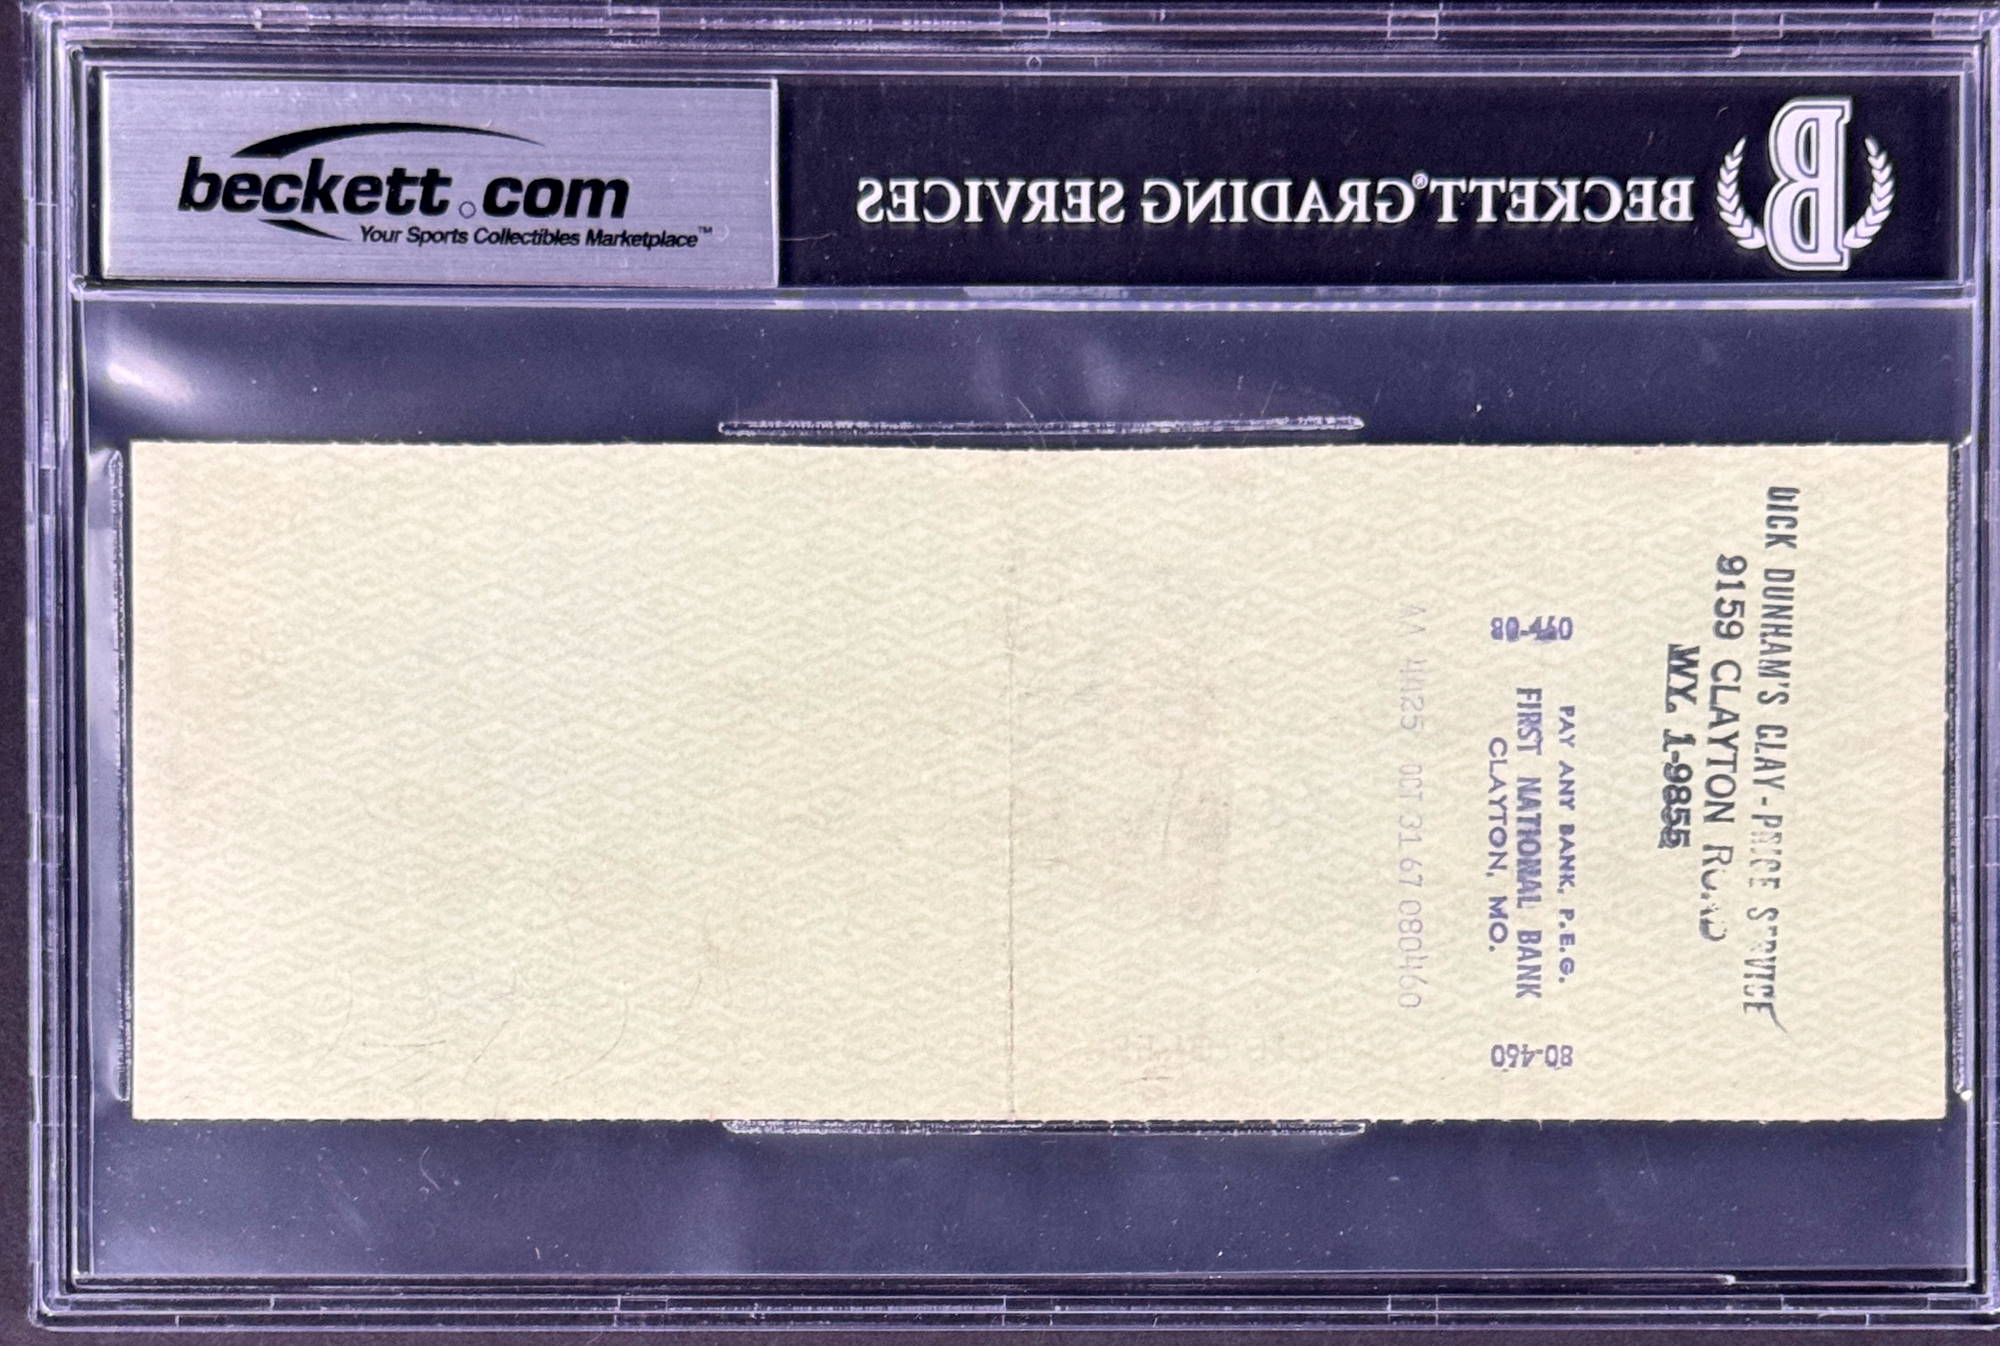 beckett.com
Your Sports Collectibles Marketplace™
BECKETT® GRADING SERVICES
B
DICK DUNHAM'S CLAY-PRICE SERVICE
9159 CLAYTON ROAD
WY. 1-9855
80-460 80-460
PAY ANY BANK, P.E.G.
FIRST NATIONAL BANK
CLAYTON, MO.
OCT 31 67 080460